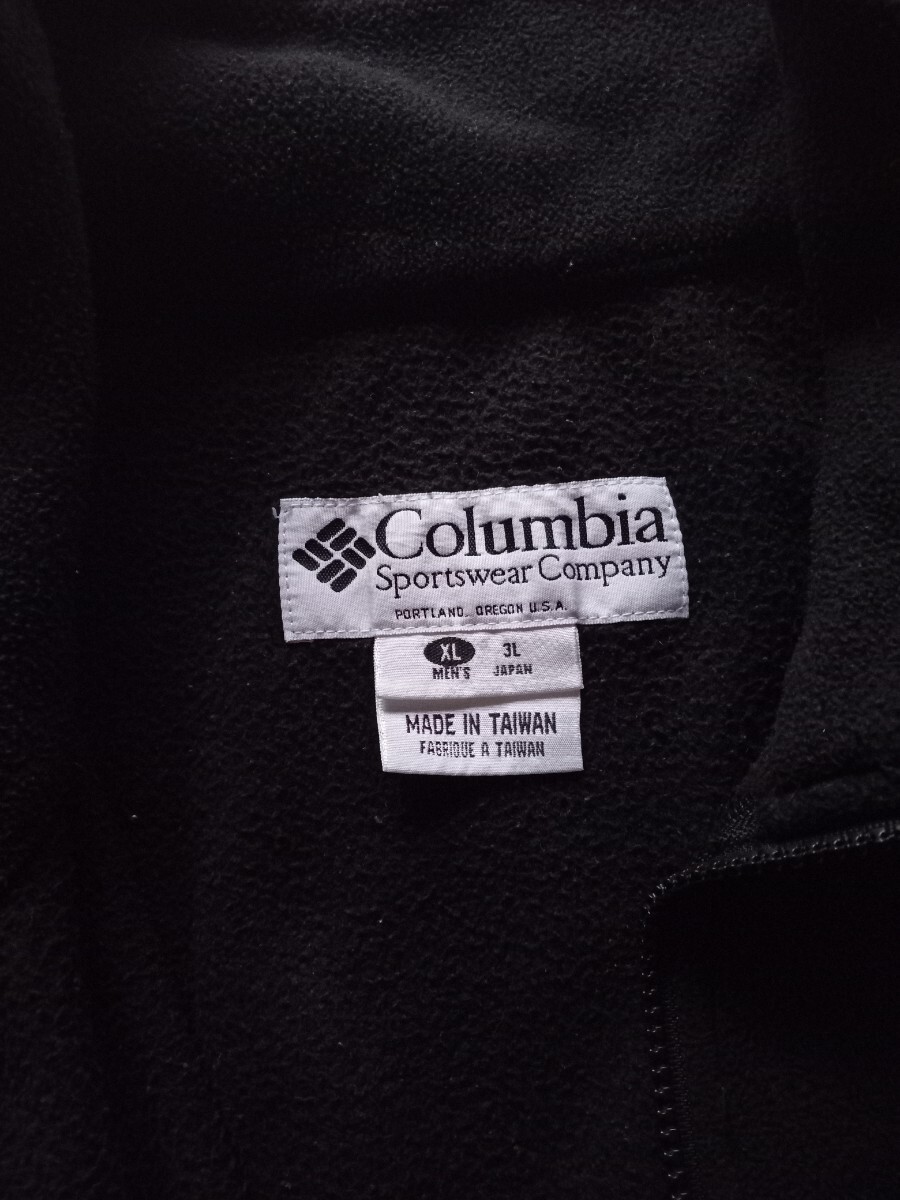 Columbia
Sportswear Company
PORTLAND, OREGON U.S.A.
XL 3L
MEN'S JAPAN
MADE IN TAIWAN
FABRIQUE A TAIWAN